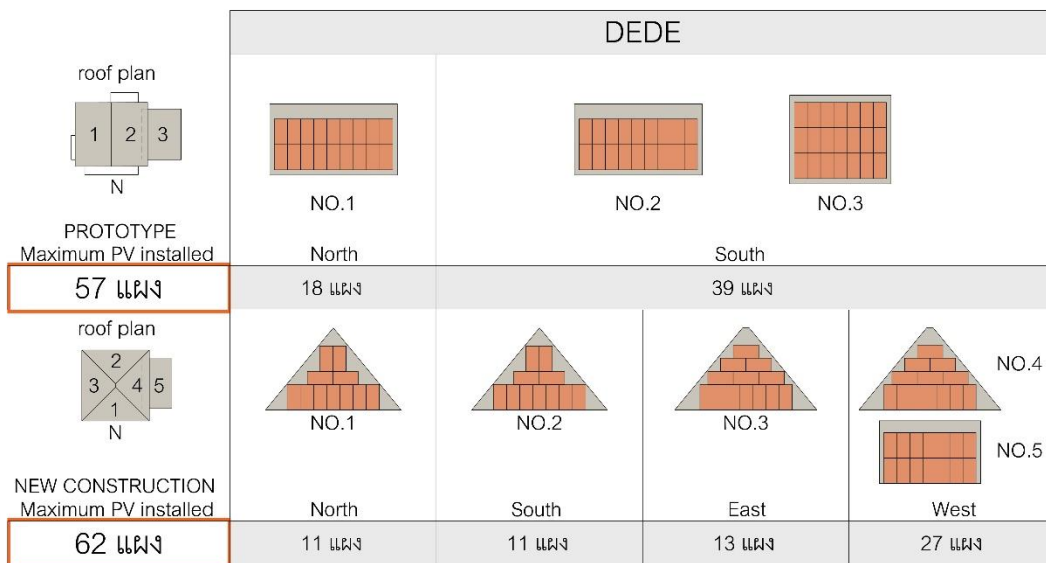 DEDE
roof plan
1 2 3
N
NO.1
NO.2
NO.3
PROTOTYPE
Maximum PV installed
North
South
57 แผง
18 แผง
39 แผง
roof plan
2
3 4 5
1
N
NO.1
NO.2
NO.3
NO.4
NO.5
NEW CONSTRUCTION
Maximum PV installed
North
South
East
West
62 แผง
11 แผง
11 แผง
13 แผง
27 แผง